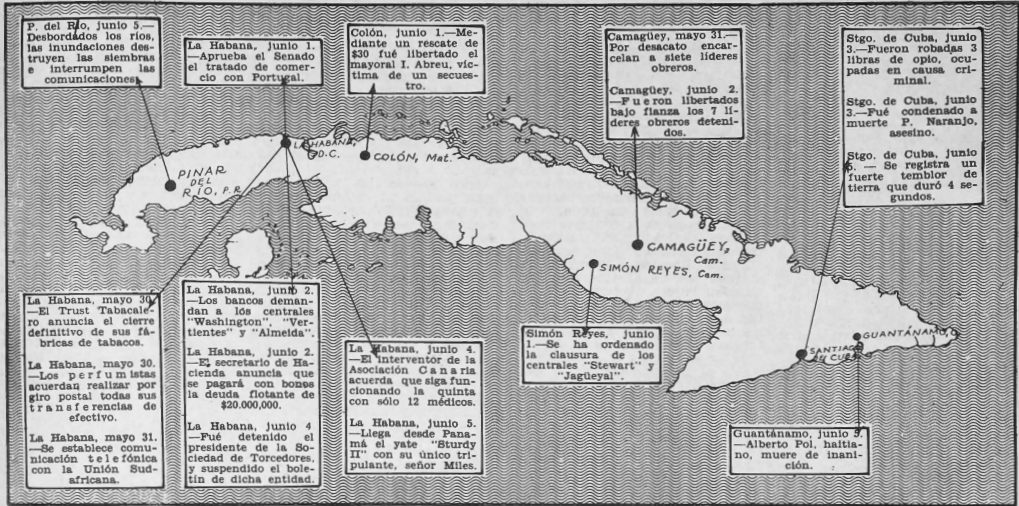 P. del Río, junio 5.—
Desbordados los ríos,
las inundaciones des-
truyen las siembras
e interrumpen las
comunicaciones.
La Habana, junio 1.
—Aprueba el Senado
el tratado de comer-
cio con Portugal.
Colón, junio 1.—Me-
diante un rescate de
$30 fué libertado el
mayoral I. Abreu, víc-
tima de un secues-
tro.
Camagüey, mayo 31.—
Por desacato encar-
celan a siete líderes
obreros.
Camagüey, junio 2.
—Fueron libertados
bajo fianza los 7 lí-
deres obreros deteni-
dos.
Stgo. de Cuba, junio
3.—Fueron robadas 3
libras de opio, ocu-
padas en causa cri-
minal.
Stgo. de Cuba, junio
3.—Fué condenado a
muerte P. Naranjo,
asesino.
Stgo. de Cuba, junio
5. — Se registra un
fuerte temblor de
tierra que duró 4 se-
gundos.
LA HABANA,
D.C.
COLÓN, Mat.
PINAR
DEL
RIO, P.R.
CAMAGÜEY,
Cam.
SIMÓN REYES, Cam.
GUANTÁNAMO, O.
SANTIAGO
DE CUBA
La Habana, mayo 30.
—El Trust Tabacale-
ro anuncia el cierre
definitivo de sus fá-
bricas de tabacos.
La Habana, mayo 30.
—Los perfumistas
acuerdan realizar por
giro postal todas sus
transferencias de
efectivo.
La Habana, mayo 31.
—Se establece comu-
nicación telefónica
con la Unión Sud-
africana.
La Habana, junio 2.
—Los bancos deman-
dan a los centrales
"Washington", "Ver-
tientes" y "Almeida".
La Habana, junio 2.
—El secretario de Ha-
cienda anuncia que
se pagará con bonos
la deuda flotante de
$20.000,000.
La Habana, junio 4
—Fué detenido el
presidente de la So-
ciedad de Torcedores,
y suspendido el bole-
tín de dicha entidad.
La Habana, junio 4.
—El interventor de la
Asociación Canaria
acuerda que siga fun-
cionando la quinta
con sólo 12 médicos.
La Habana, junio 5.
—Llega desde Pana-
má el yate "Sturdy
II" con su único tri-
pulante, señor Miles.
Simón Reyes, junio
1.—Se ha ordenado
la clausura de los
centrales "Stewart" y
"Jagüeyal".
Guantánamo, junio 5.
—Alberto Pol, haitia-
no, muere de inani-
ción.